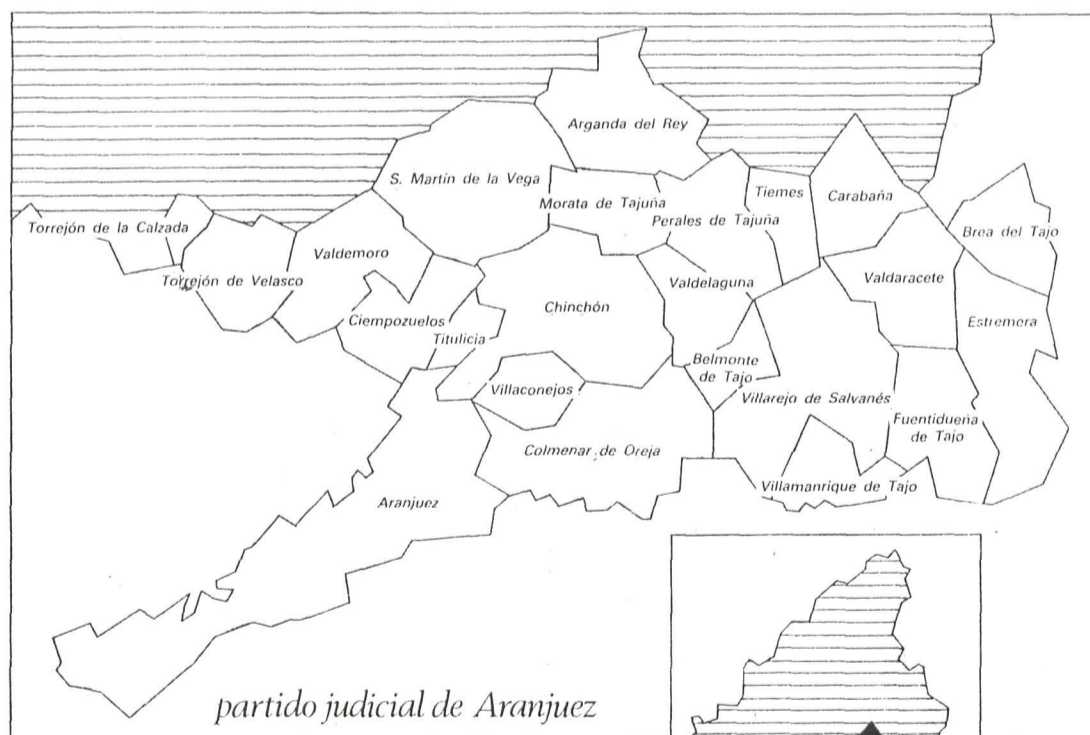 Arganda del Rey
S. Martín de la Vega
Morata de Tajuña
Tiemes
Carabaña
Perales de Tajuña
Torrejón de la Calzada
Brea del Tajo
Valdemoro
Torrejón de Velasco
Valdelaguna
Valdaracete
Chinchón
Ciempozuelos
Titulicia
Estremera
Belmonte
de Tajo
Villaconejos
Villarejo de Salvanés
Fuentidueña
de Tajo
Colmenar de Oreja
Villamanrique de Tajo
Aranjuez
partido judicial de Aranjuez